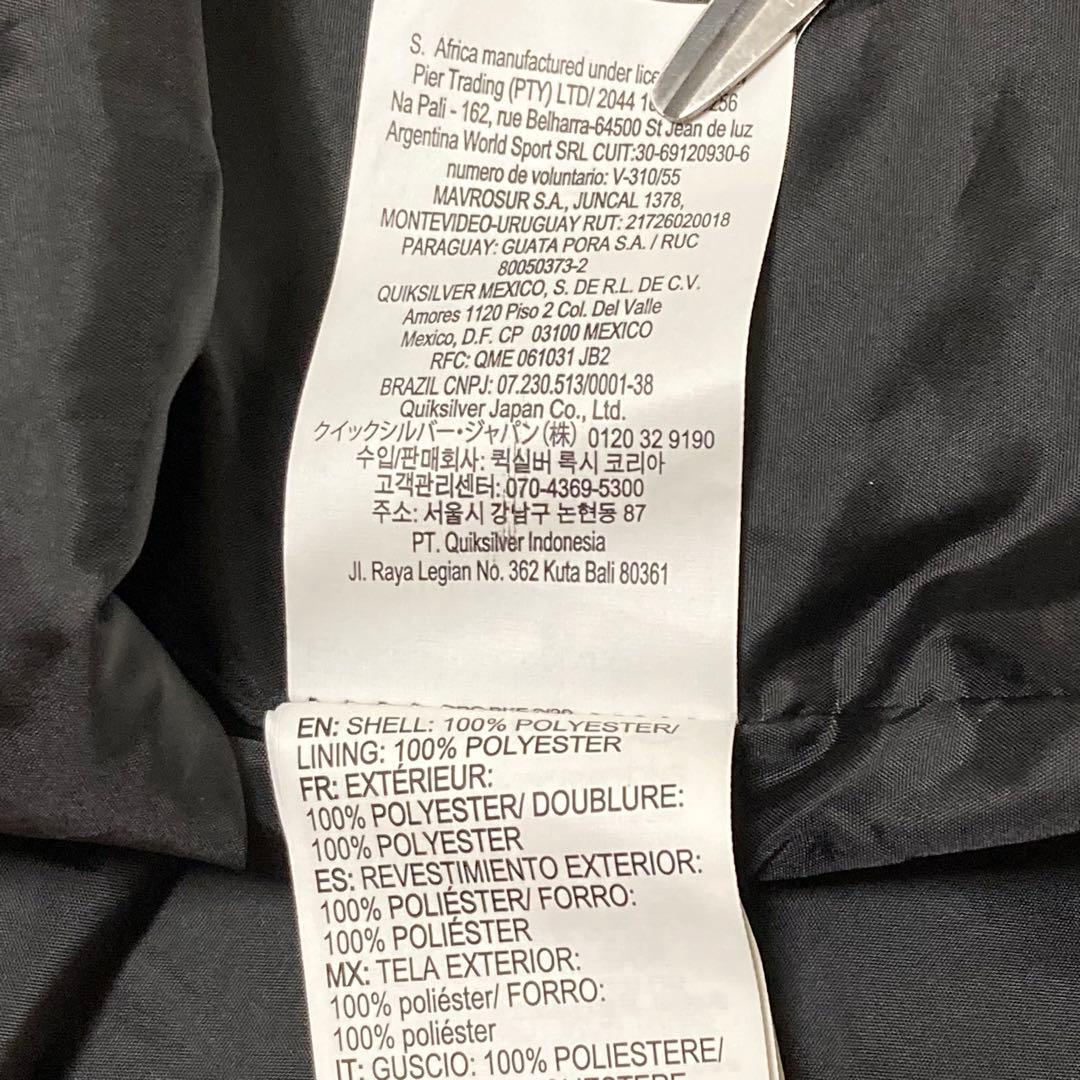 S. Africa manufactured under
Pier Trading (PTY) LTD/ 2044
Na Pali - 162, rue Belharra-64500 St Jean de luz
Argentina World Sport SRL CUIT:30-69120930-6
numero de voluntario: V-310/55
MAVROSUR S.A., JUNCAL 1378,
MONTEVIDEO-URUGUAY RUT: 21726020018
PARAGUAY: GUATA PORA S.A. / RUC
80050373-2
QUIKSILVER MEXICO, S. DE R.L. DE C.V.
Amores 1120 Piso 2 Col. Del Valle
Mexico, D.F. CP 03100 MEXICO
RFC: QME 061031 JB2
BRAZIL CNPJ: 07.230.513/0001-38
Quiksilver Japan Co., Ltd.
クイックシルバー・ジャパン(株) 0120 32 9190
수입/판매회사: 퀵실버 록시 코리아
고객관리센터: 070-4369-5300
주소: 서울시 강남구 논현동 87
PT. Quiksilver Indonesia
Jl. Raya Legian No. 362 Kuta Bali 80361
EN: SHELL: 100% POLYESTER/
LINING: 100% POLYESTER
FR: EXTÉRIEUR:
100% POLYESTER/ DOUBLURE:
100% POLYESTER
ES: REVESTIMIENTO EXTERIOR:
100% POLIÉSTER/ FORRO:
100% POLIÉSTER
MX: TELA EXTERIOR:
100% poliéster/ FORRO:
100% poliéster
IT: GUSCIO: 100% POLIESTERE/